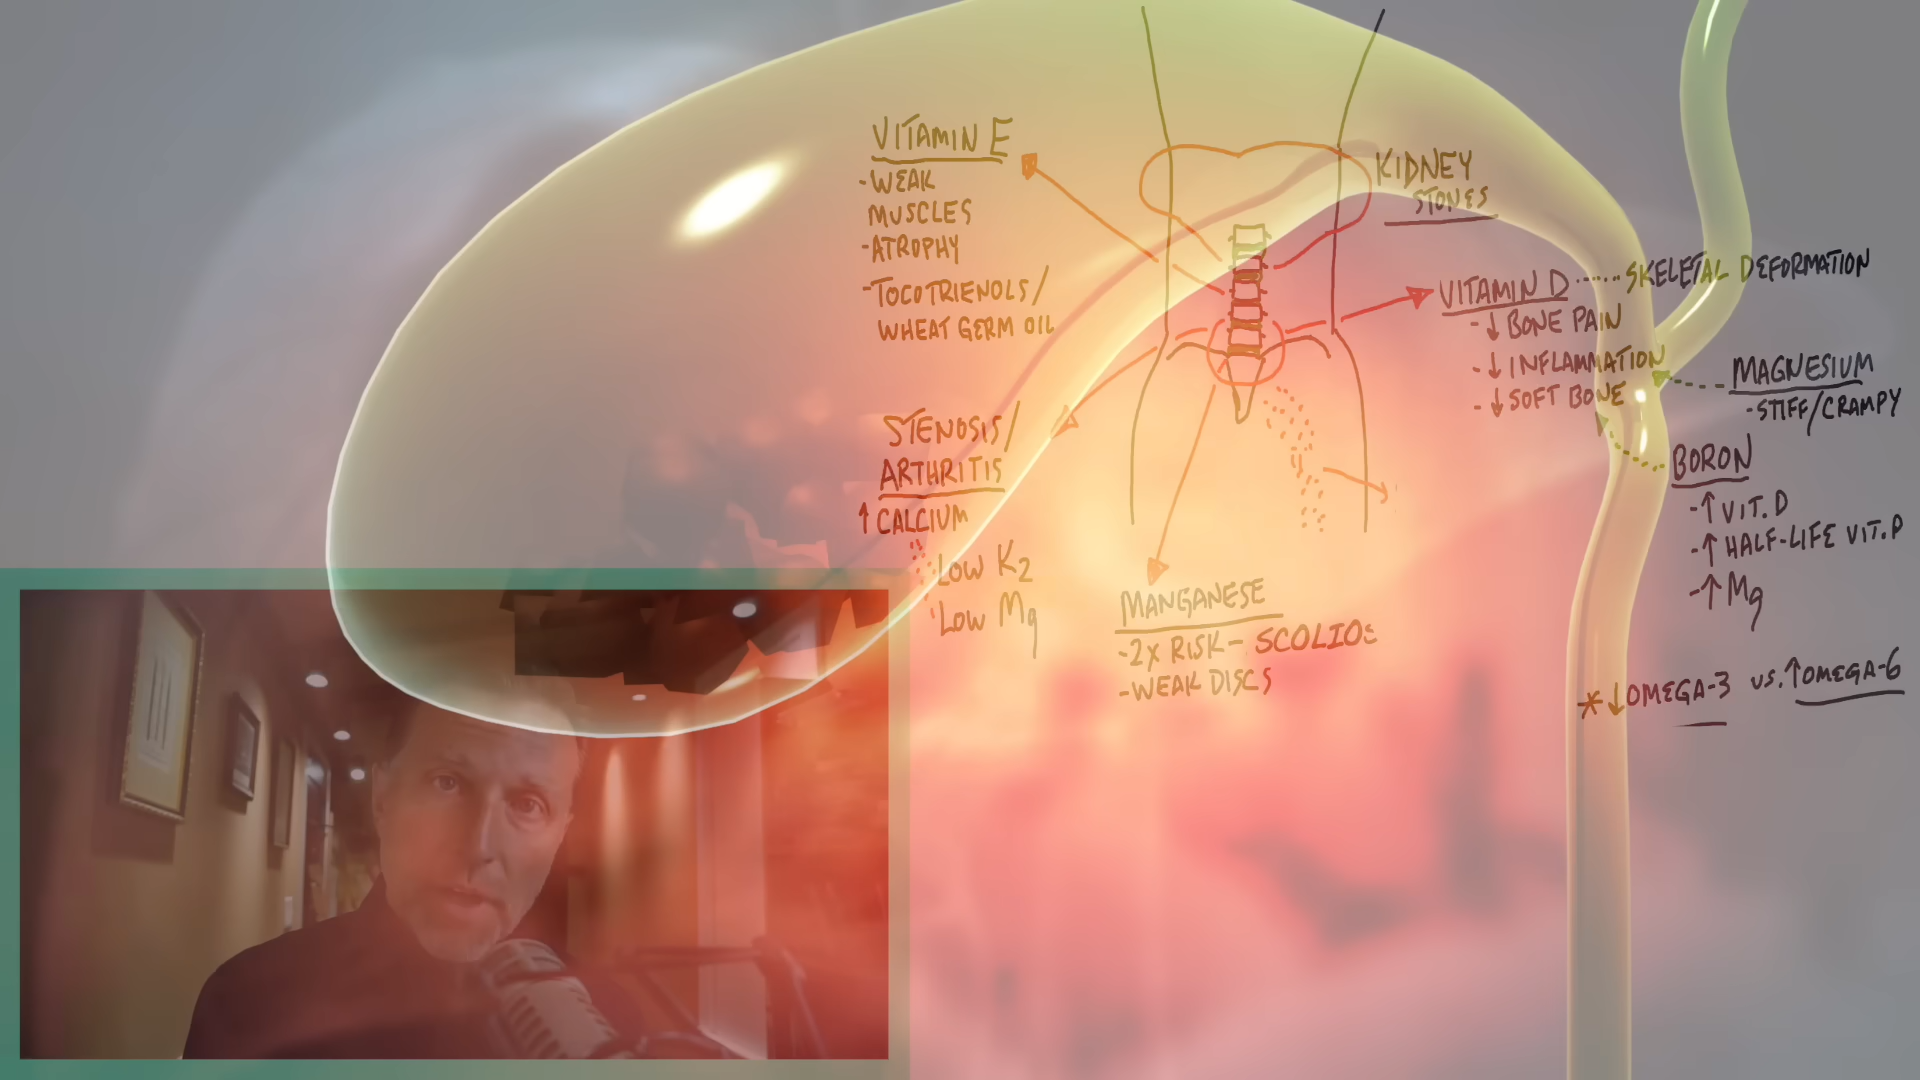 VITAMIN E
-WEAK
MUSCLES
-ATROPHY
-TOCOTRIENOLS/
WHEAT GERM OIL
KIDNEY
STONES
VITAMIN D ...... SKELETAL DEFORMATION
-↓ BONE PAIN
-↓ INFLAMMATION
-↓ SOFT BONE
MAGNESIUM
-STIFF/CRAMPY
BORON
-↑ VIT. D
-↑ HALF-LIFE VIT. D
-↑ Mg
STENOSIS/
ARTHRITIS
↑ CALCIUM
LOW K2
LOW Mg
MANGANESE
-2X RISK - SCOLIOS
-WEAK DISCS
* ↓ OMEGA-3 VS. ↑ OMEGA-6